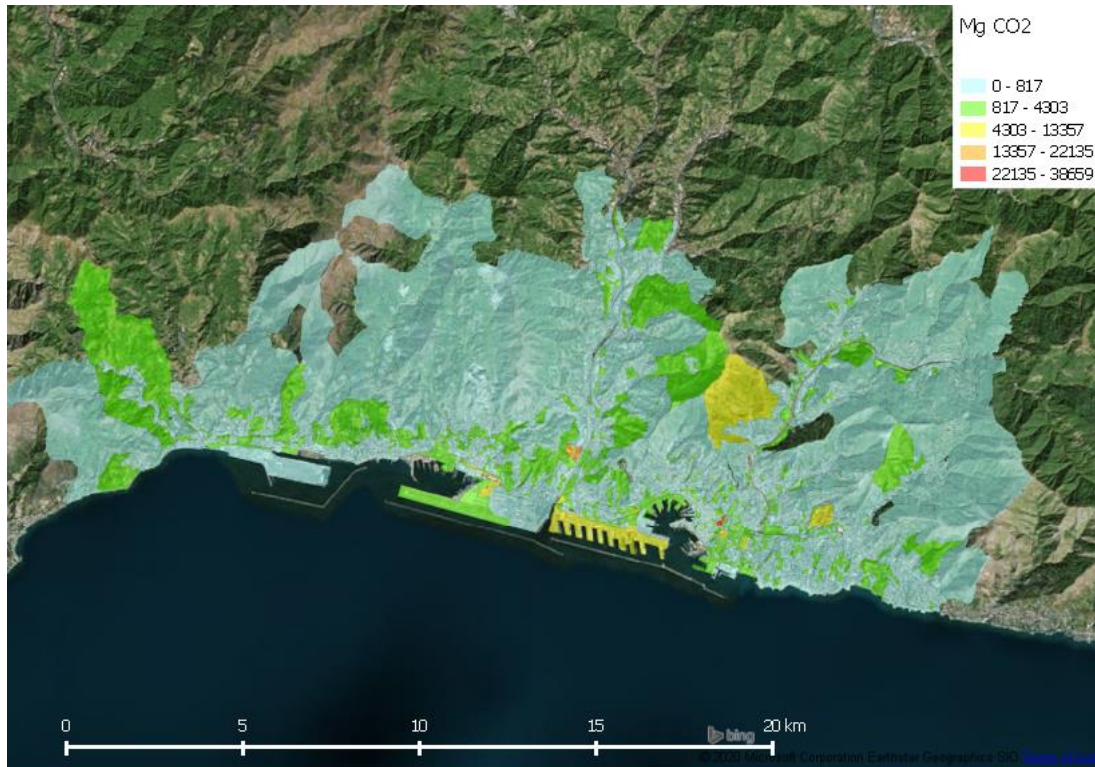 Mg CO2
0 - 817
817 - 4303
4303 - 13357
13357 - 22135
22135 - 38659
0 5 10 15 20 km
bing
© 2020 Microsoft Corporation Earthstar Geographics SIO